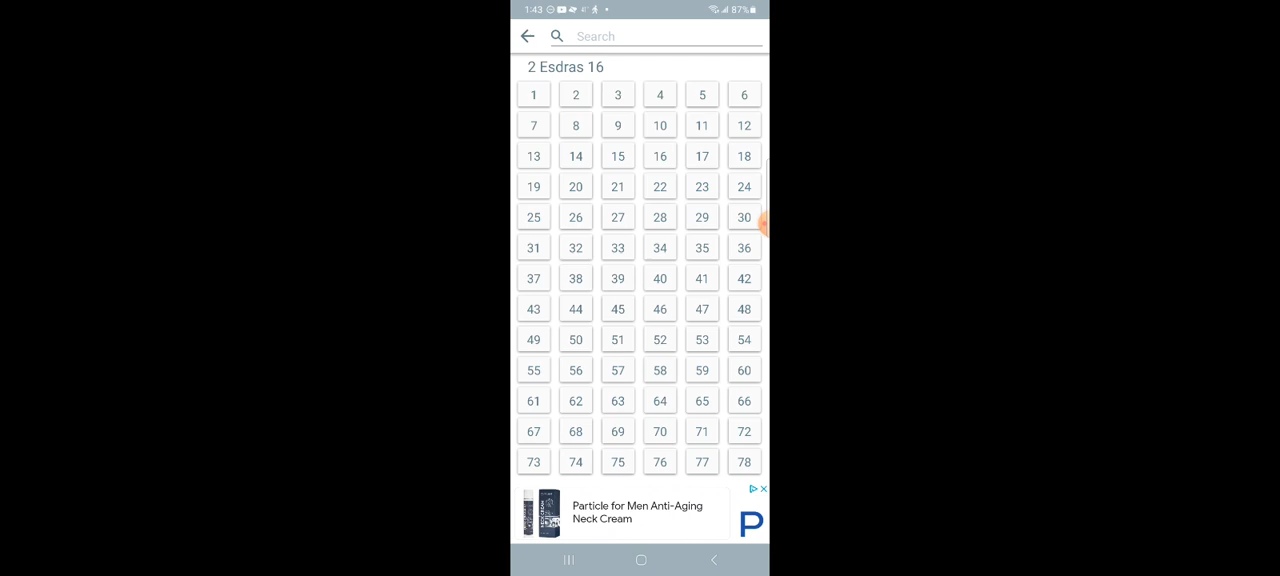 1:43 87%
Search
2 Esdras 16
1 2 3 4 5 6
7 8 9 10 11 12
13 14 15 16 17 18
19 20 21 22 23 24
25 26 27 28 29 30
31 32 33 34 35 36
37 38 39 40 41 42
43 44 45 46 47 48
49 50 51 52 53 54
55 56 57 58 59 60
61 62 63 64 65 66
67 68 69 70 71 72
73 74 75 76 77 78
Particle for Men Anti-Aging
Neck Cream
P